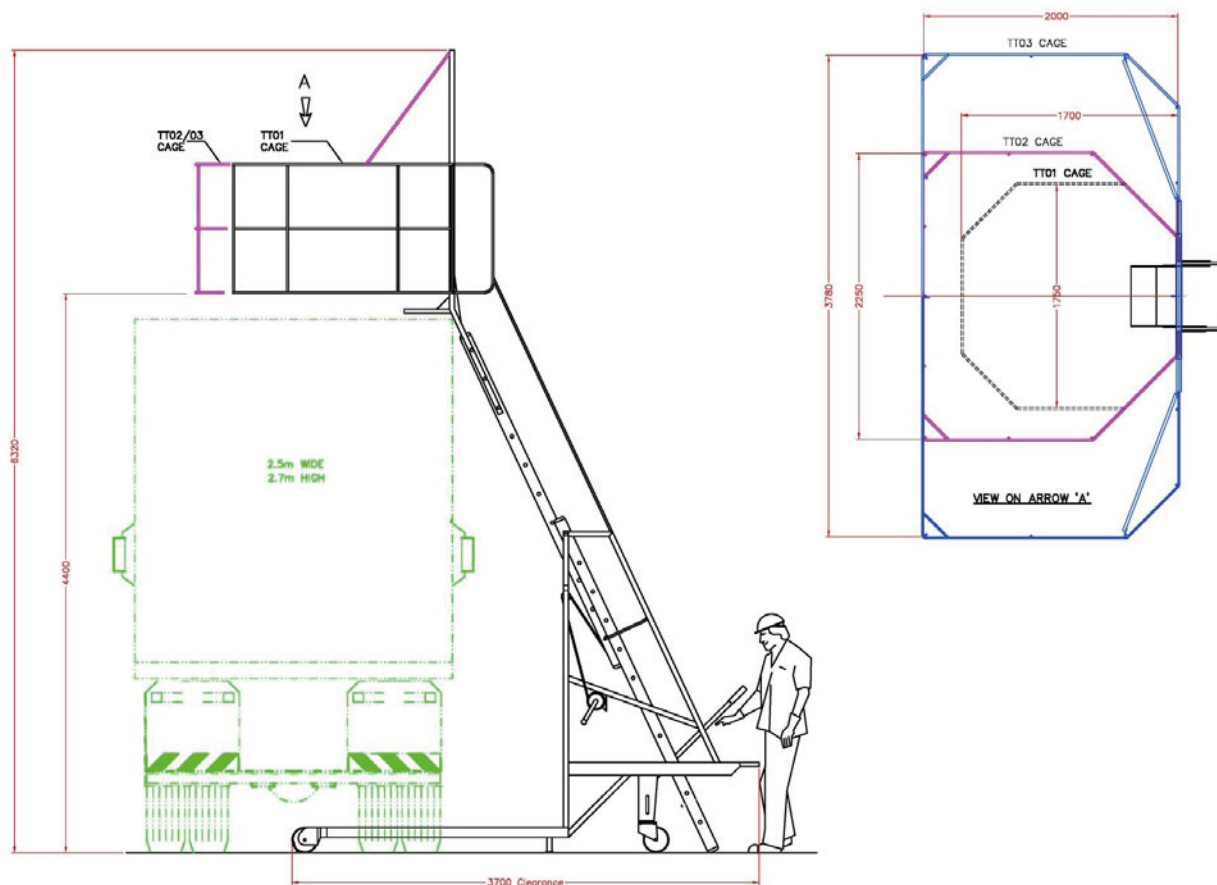 A
TT02/03
CAGE
TT01
CAGE
6320
4400
2.5m WIDE
2.7m HIGH
3700 Clearance
2000
TT03 CAGE
1700
TT02 CAGE
TT01 CAGE
3780
2250
1750
VIEW ON ARROW 'A'